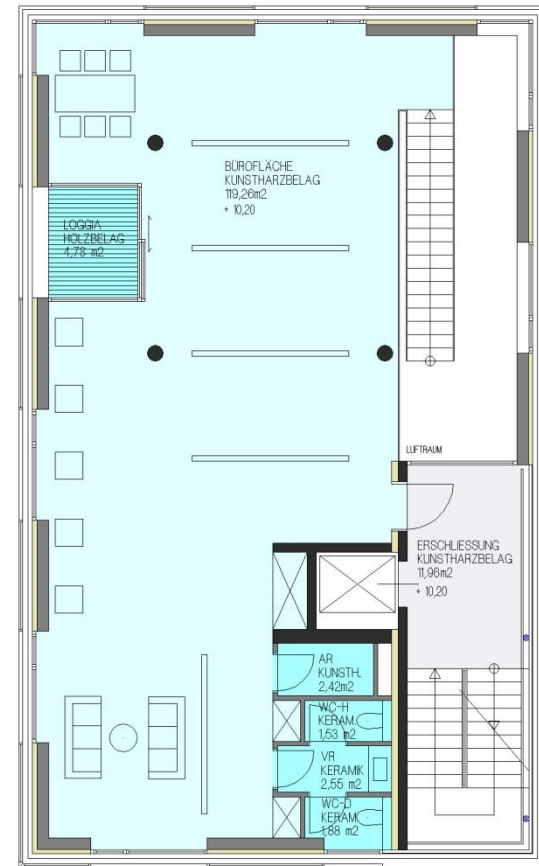 BÜROFLÄCHE
KUNSTHARZBELAG
119,26m2
+ 10,20
LOGGIA
HOLZBELAG
4,78 m2
LUFTRAUM
ERSCHLIESSUNG
KUNSTHARZBELAG
11,96m2
+ 10,20
AR
KUNSTH.
2,42m2
WC-H
KERAM.
1,53 m2
VR
KERAMIK
2,55 m2
WC-D
KERAM.
1,88 m2